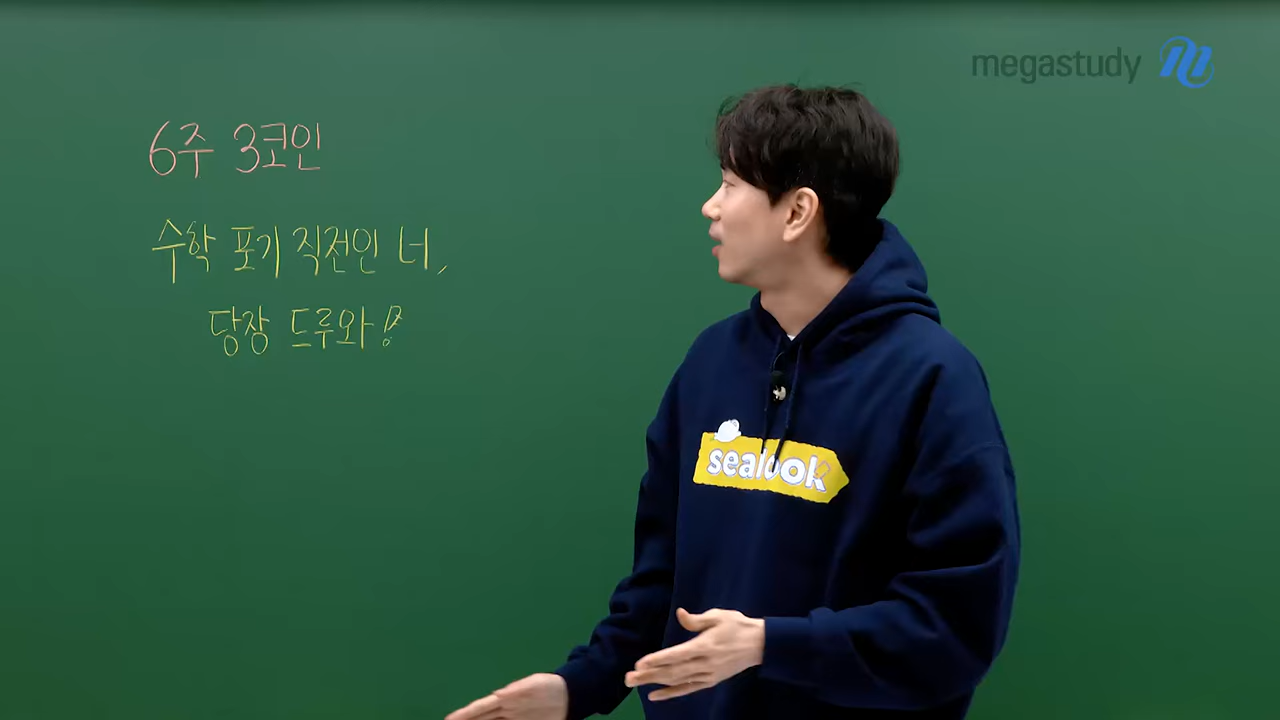 megastudy
6주 3코인
수학 포기 직전인 너,
당장 드루와!
sealook